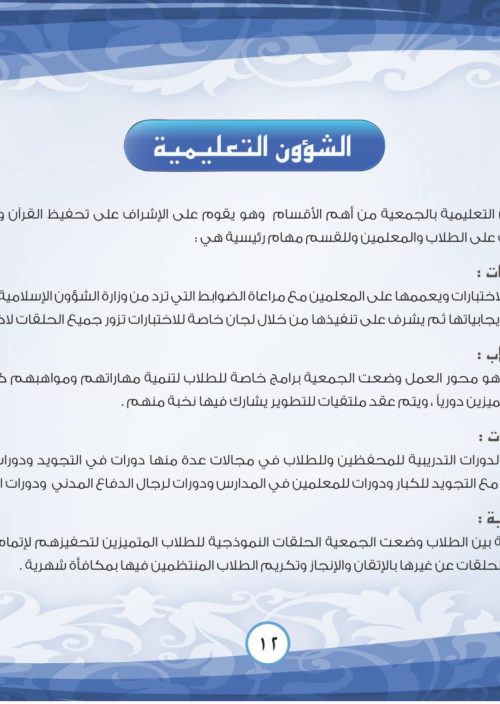 الشؤون التعليمية
التعليمية بالجمعية من أهم الأقسام وهو يقوم على الإشراف على تحفيظ القرآن و
على الطلاب والمعلمين وللقسم مهام رئيسية هي :
ات :
لاختبارات ويعممها على المعلمين مع مراعاة الضوابط التي ترد من وزارة الشؤون الإسلامية
يجابياتها ثم يشرف على تنفيذها من خلال لجان خاصة للاختبارات تزور جميع الحلقات لاخ
ب :
هو محور العمل وضعت الجمعية برامج خاصة للطلاب لتنمية مهاراتهم ومواهبهم ك
ميزين دورياً ، ويتم عقد ملتقيات للتطوير يشارك فيها نخبة منهم .
ت :
لدورات التدريبية للمحفظين وللطلاب في مجالات عدة منها دورات في التجويد ودورات
مع التجويد للكبار ودورات للمعلمين في المدارس ودورات لرجال الدفاع المدني ودورات ا
ية :
ة بين الطلاب وضعت الجمعية الحلقات النموذجية للطلاب المتميزين لتحفيزهم لإتمام
لحلقات عن غيرها بالإتقان والإنجاز وتكريم الطلاب المنتظمين فيها بمكافأة شهرية .
١٢